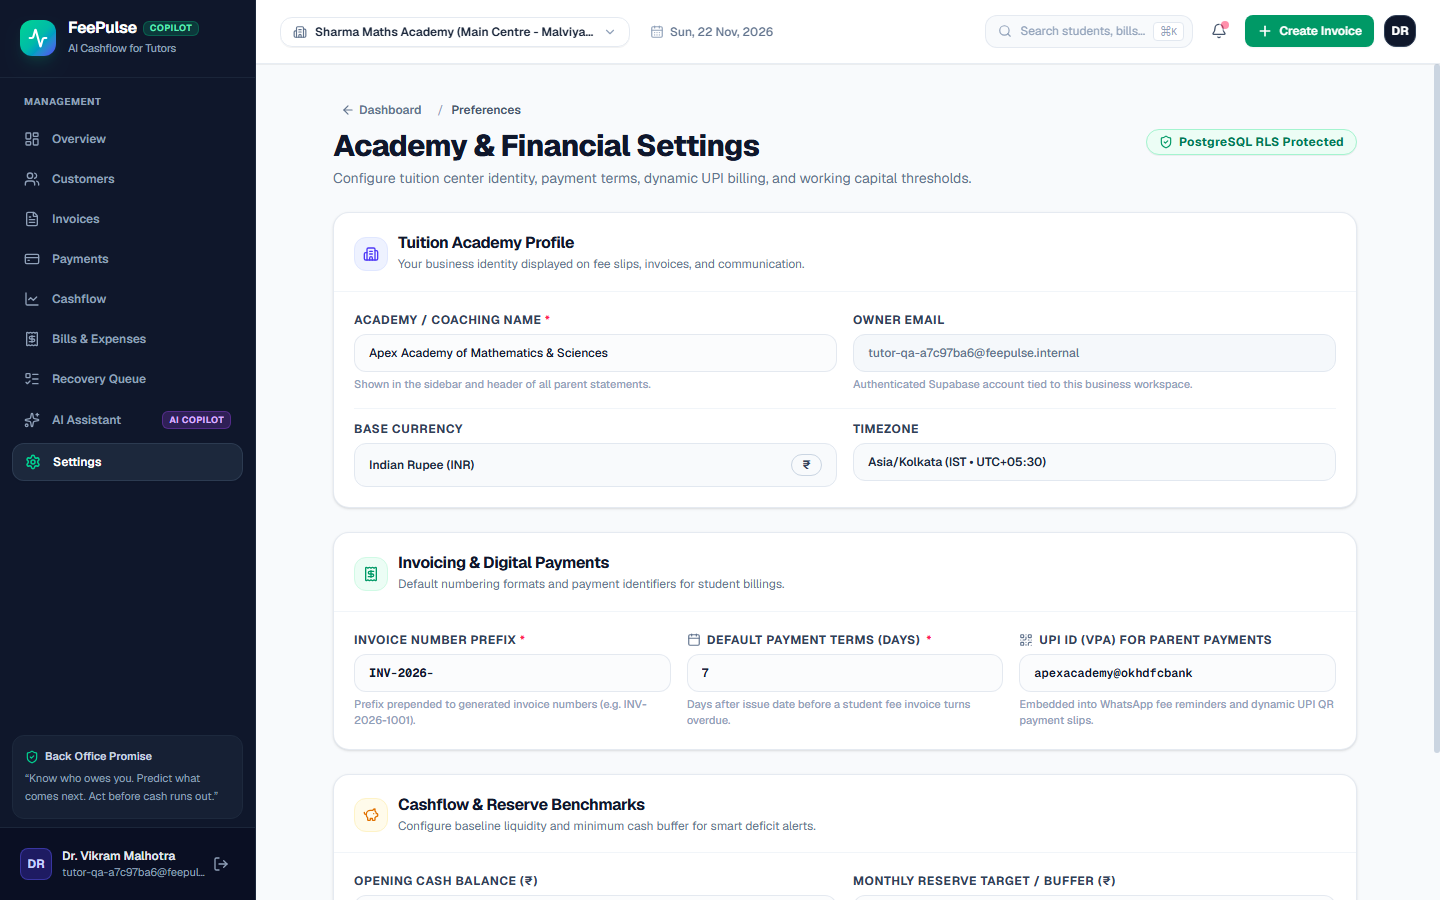 FeePulse COPILOT
AI Cashflow for Tutors
MANAGEMENT
Overview
Customers
Invoices
Payments
Cashflow
Bills & Expenses
Recovery Queue
AI Assistant AI COPILOT
Settings
Back Office Promise
“Know who owes you. Predict what
comes next. Act before cash runs out.”
DR Dr. Vikram Malhotra
tutor-qa-a7c97ba6@feepul...
Sharma Maths Academy (Main Centre - Malviya... Sun, 22 Nov, 2026 Search students, bills... ⌘K + Create Invoice DR
← Dashboard / Preferences
Academy & Financial Settings
PostgreSQL RLS Protected
Configure tuition center identity, payment terms, dynamic UPI billing, and working capital thresholds.
Tuition Academy Profile
Your business identity displayed on fee slips, invoices, and communication.
ACADEMY / COACHING NAME * OWNER EMAIL
Apex Academy of Mathematics & Sciences tutor-qa-a7c97ba6@feepulse.internal
Shown in the sidebar and header of all parent statements. Authenticated Supabase account tied to this business workspace.
BASE CURRENCY TIMEZONE
Indian Rupee (INR) ₹ Asia/Kolkata (IST • UTC+05:30)
Invoicing & Digital Payments
Default numbering formats and payment identifiers for student billings.
INVOICE NUMBER PREFIX * DEFAULT PAYMENT TERMS (DAYS) * UPI ID (VPA) FOR PARENT PAYMENTS
INV-2026- 7 apexacademy@okhdfcbank
Prefix prepended to generated invoice numbers (e.g. INV-
2026-1001).
Days after issue date before a student fee invoice turns
overdue.
Embedded into WhatsApp fee reminders and dynamic UPI QR
payment slips.
Cashflow & Reserve Benchmarks
Configure baseline liquidity and minimum cash buffer for smart deficit alerts.
OPENING CASH BALANCE (₹) MONTHLY RESERVE TARGET / BUFFER (₹)